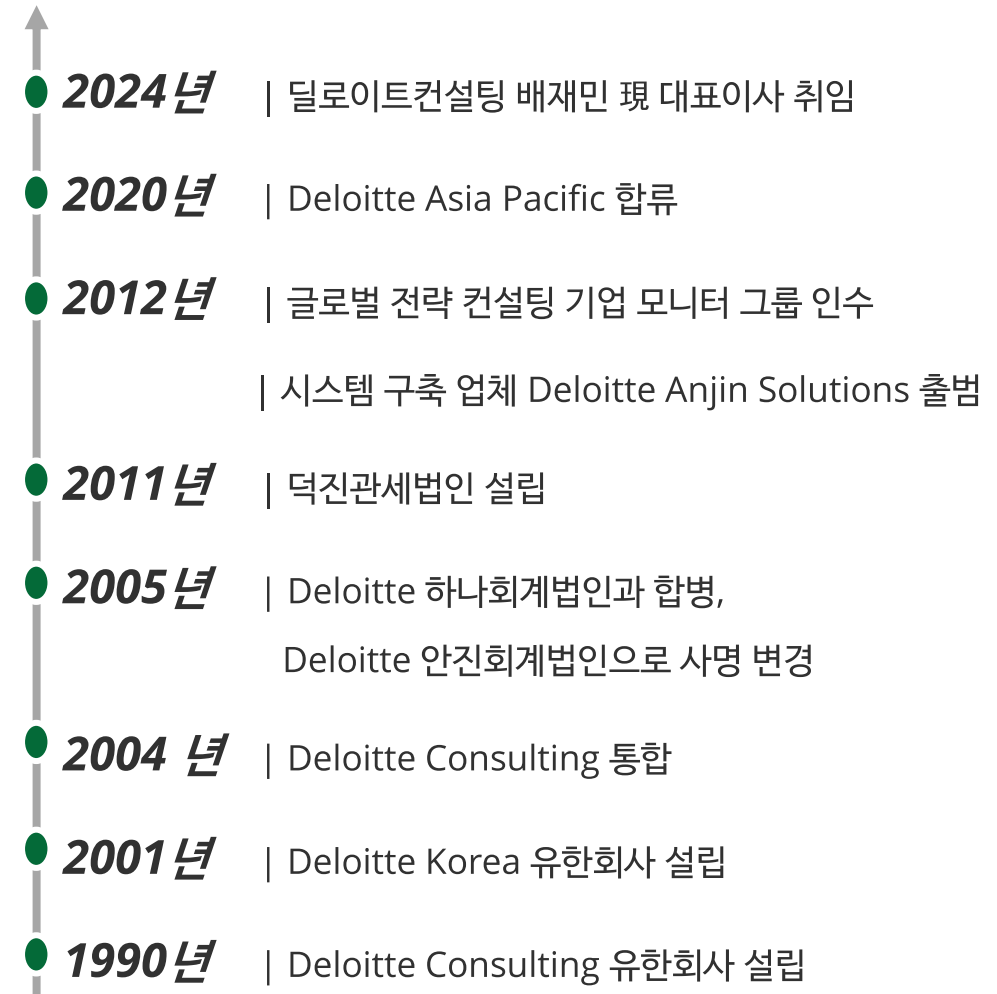 2024년 | 딜로이트컨설팅 배재민 現 대표이사 취임
2020년 | Deloitte Asia Pacific 합류
2012년 | 글로벌 전략 컨설팅 기업 모니터 그룹 인수
| 시스템 구축 업체 Deloitte Anjin Solutions 출범
2011년 | 덕진관세법인 설립
2005년 | Deloitte 하나회계법인과 합병,
Deloitte 안진회계법인으로 사명 변경
2004 년 | Deloitte Consulting 통합
2001년 | Deloitte Korea 유한회사 설립
1990년 | Deloitte Consulting 유한회사 설립